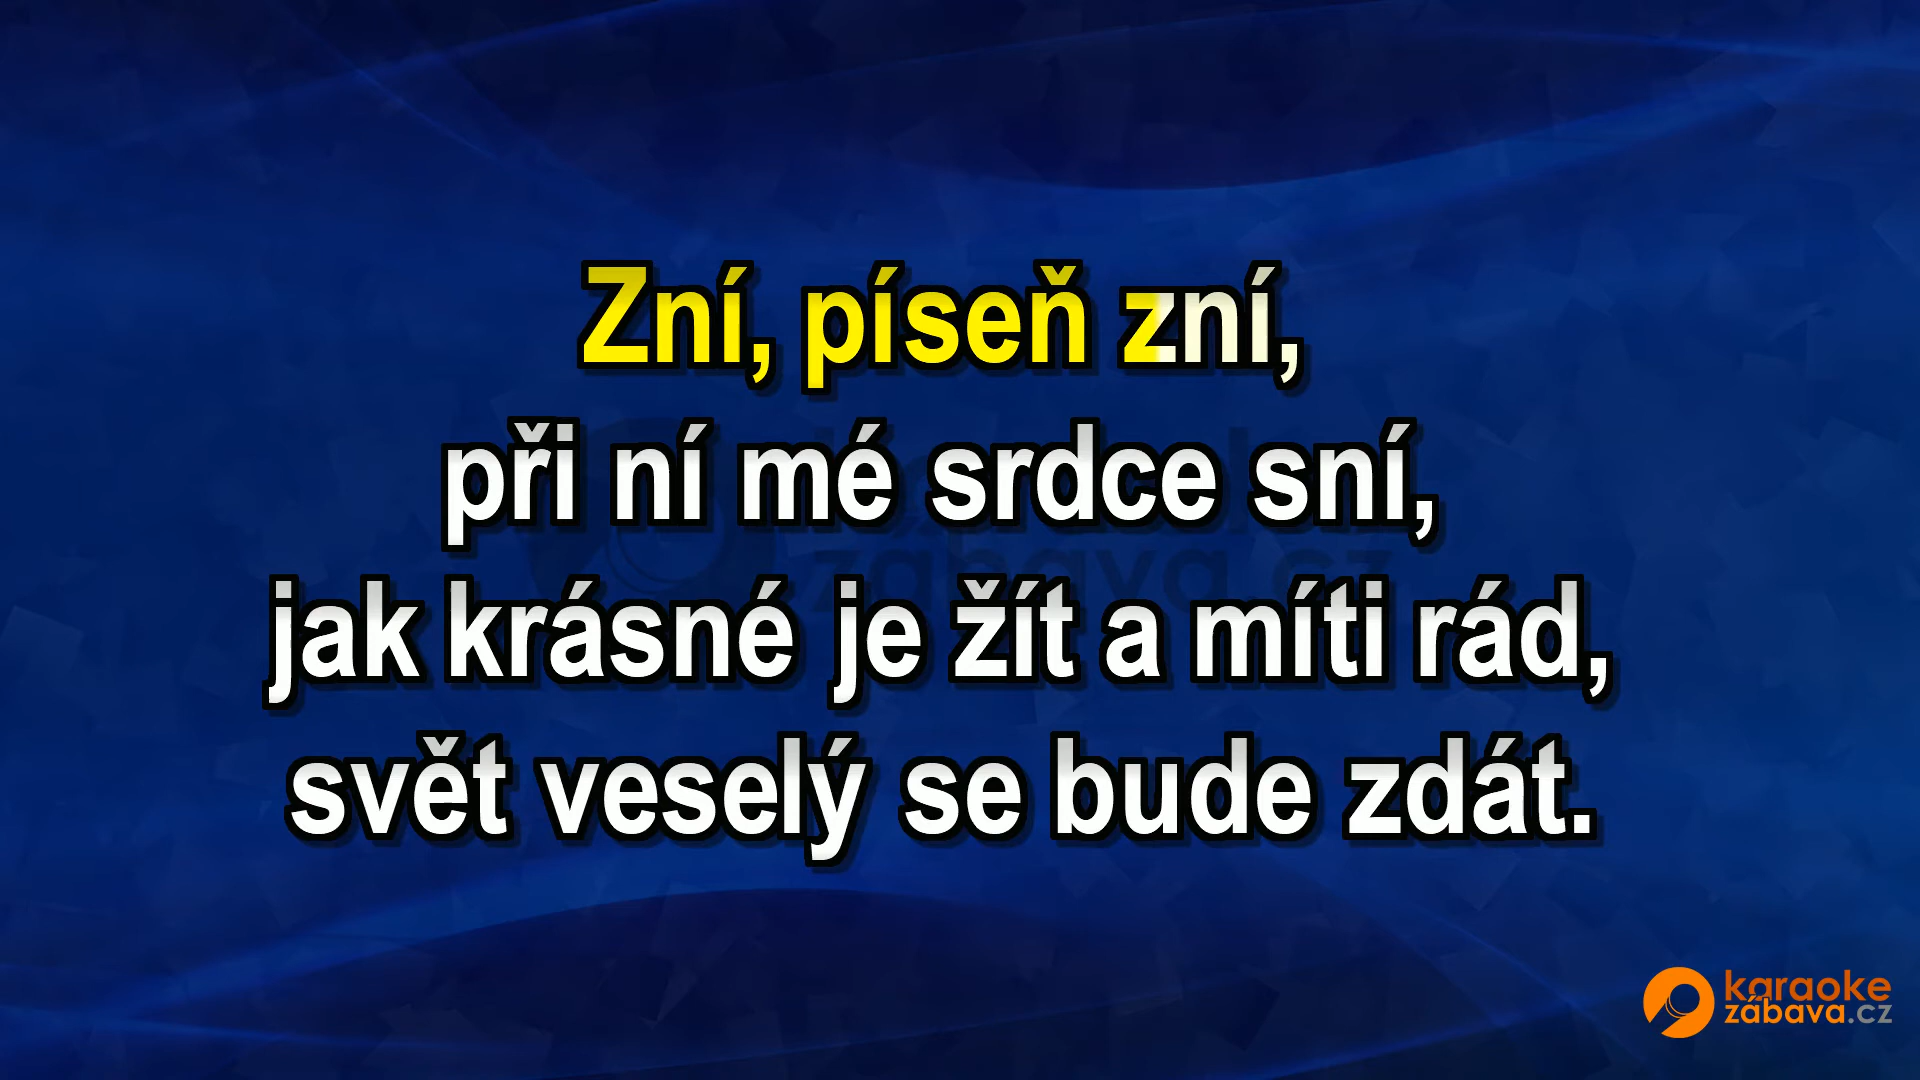 Zní, píseň zní,
při ní mé srdce sní,
jak krásné je žít a míti rád,
svět veselý se bude zdát.
karaoke
zábava.cz